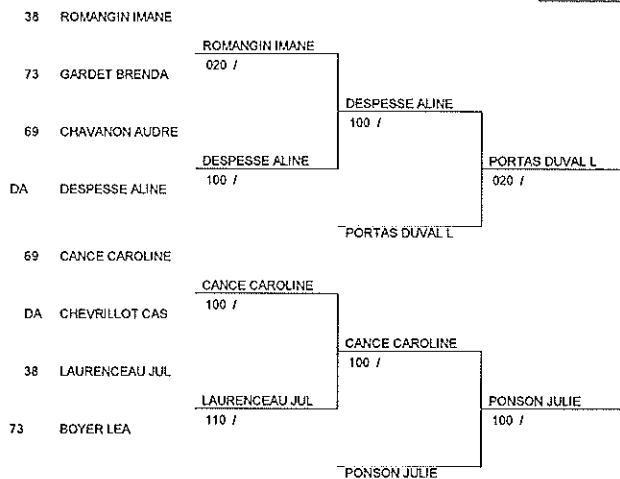 38 ROMANGIN IMANE
ROMANGIN IMANE
020 /
73 GARDET BRENDA
DESPESSE ALINE
100 /
69 CHAVANON AUDRE
DESPESSE ALINE
100 /
PORTAS DUVAL L
020 /
DA DESPESSE ALINE
PORTAS DUVAL L
69 CANCE CAROLINE
CANCE CAROLINE
100 /
DA CHEVRILLOT CAS
CANCE CAROLINE
100 /
38 LAURENCEAU JUL
LAURENCEAU JUL
110 /
PONSON JULIE
100 /
73 BOYER LEA
PONSON JULIE